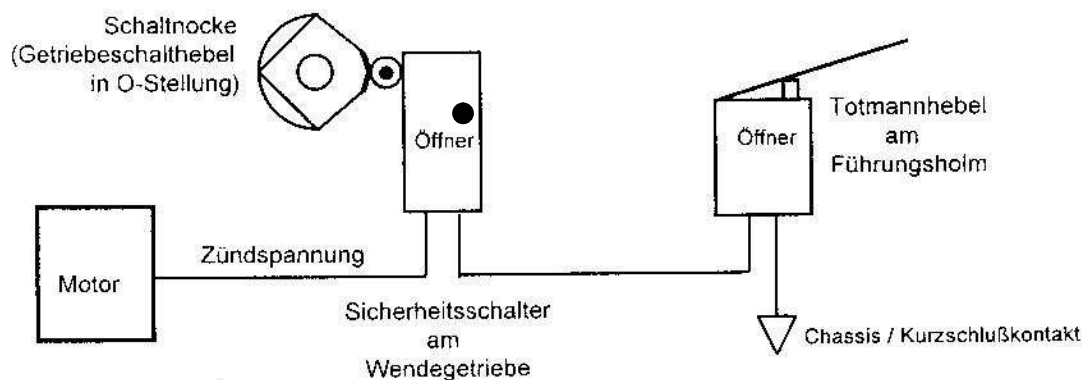 Schaltnocke
(Getriebeschalthebel
in O-Stellung)
Öffner
Öffner
Totmannhebel
am
Führungsholm
Motor
Zündspannung
Sicherheitsschalter
am
Wendegetriebe
Chassis / Kurzschlußkontakt